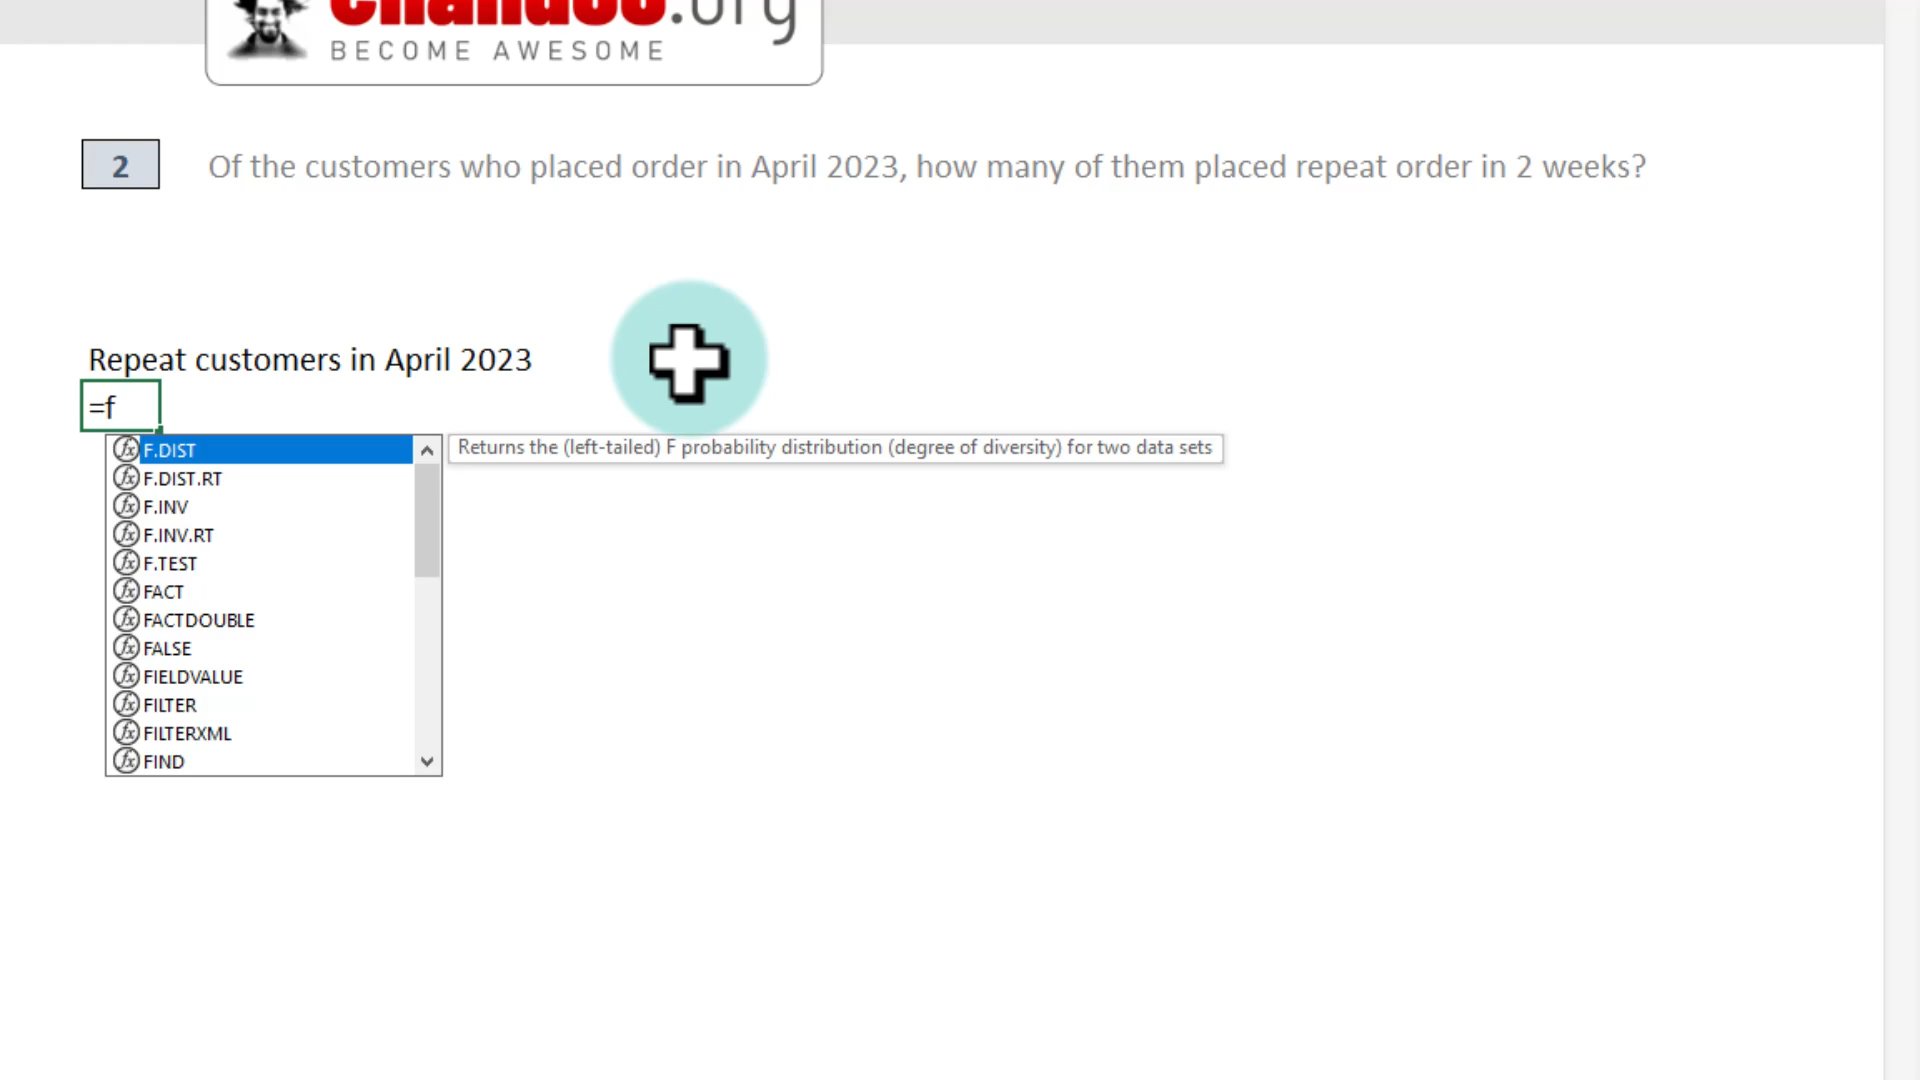 chandoo.org
BECOME AWESOME
2
Of the customers who placed order in April 2023, how many of them placed repeat order in 2 weeks?
Repeat customers in April 2023
=f
F.DIST
Returns the (left-tailed) F probability distribution (degree of diversity) for two data sets
F.DIST.RT
F.INV
F.INV.RT
F.TEST
FACT
FACTDOUBLE
FALSE
FIELDVALUE
FILTER
FILTERXML
FIND